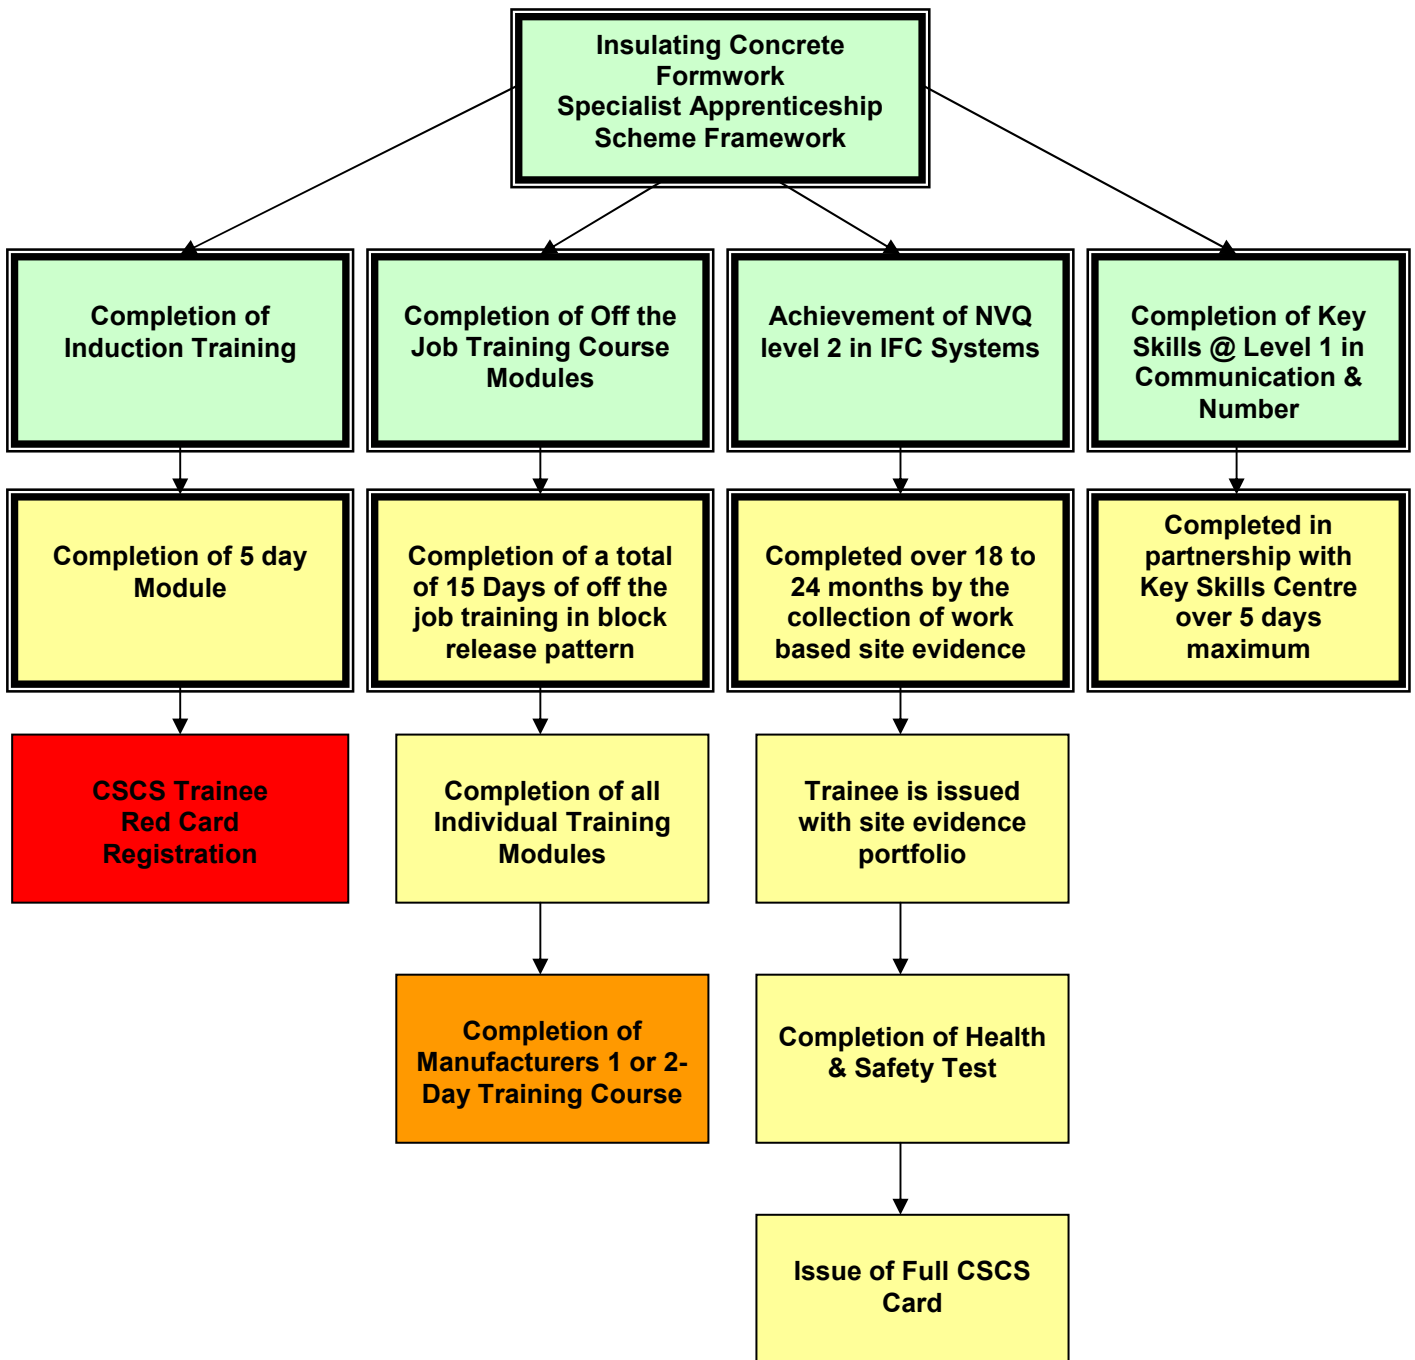 Insulating Concrete
Formwork
Specialist Apprenticeship
Scheme Framework
Completion of
Induction Training
Completion of Off the
Job Training Course
Modules
Achievement of NVQ
level 2 in IFC Systems
Completion of Key
Skills @ Level 1 in
Communication &
Number
Completion of 5 day
Module
Completion of a total
of 15 Days of off the
job training in block
release pattern
Completed over 18 to
24 months by the
collection of work
based site evidence
Completed in
partnership with
Key Skills Centre
over 5 days
maximum
CSCS Trainee
Red Card
Registration
Completion of all
Individual Training
Modules
Trainee is issued
with site evidence
portfolio
Completion of
Manufacturers 1 or 2-
Day Training Course
Completion of Health
& Safety Test
Issue of Full CSCS
Card